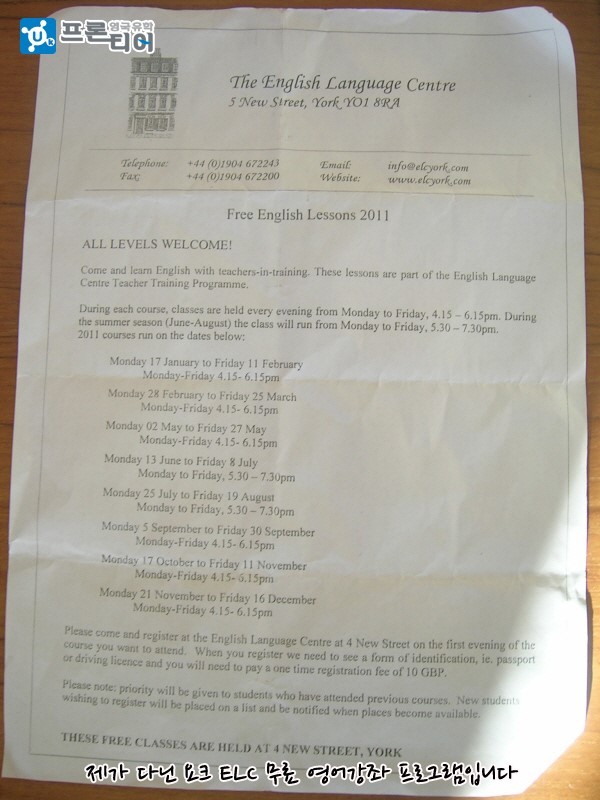 프론티어 영국유학
The English Language Centre
5 New Street, York YO1 8RA
Telephone: +44 (0)1904 672243 Email: info@elcyork.com
Fax: +44 (0)1904 672200 Website: www.elcyork.com
Free English Lessons 2011
ALL LEVELS WELCOME!
Come and learn English with teachers-in-training. These lessons are part of the English Language
Centre Teacher Training Programme.
During each course, classes are held every evening from Monday to Friday, 4.15 – 6.15pm. During
the summer season (June-August) the class will run from Monday to Friday, 5.30 – 7.30pm.
2011 courses run on the dates below:
Monday 17 January to Friday 11 February
Monday-Friday 4.15- 6.15pm
Monday 28 February to Friday 25 March
Monday-Friday 4.15- 6.15pm
Monday 02 May to Friday 27 May
Monday-Friday 4.15- 6.15pm
Monday 13 June to Friday 8 July
Monday to Friday, 5.30 – 7.30pm
Monday 25 July to Friday 19 August
Monday to Friday, 5.30 – 7.30pm
Monday 5 September to Friday 30 September
Monday-Friday 4.15- 6.15pm
Monday 17 October to Friday 11 November
Monday-Friday 4.15- 6.15pm
Monday 21 November to Friday 16 December
Monday-Friday 4.15- 6.15pm
Please come and register at the English Language Centre at 4 New Street on the first evening of the
course you want to attend. When you register we need to see a form of identification, ie. passport
or driving licence and you will need to pay a one time registration fee of 10 GBP.
Please note: priority will be given to students who have attended previous courses. New students
wishing to register will be placed on a list and be notified when places become available.
THESE FREE CLASSES ARE HELD AT 4 NEW STREET, YORK
제가 다닌 요크 ELC 무료 영어강좌 프로그램입니다